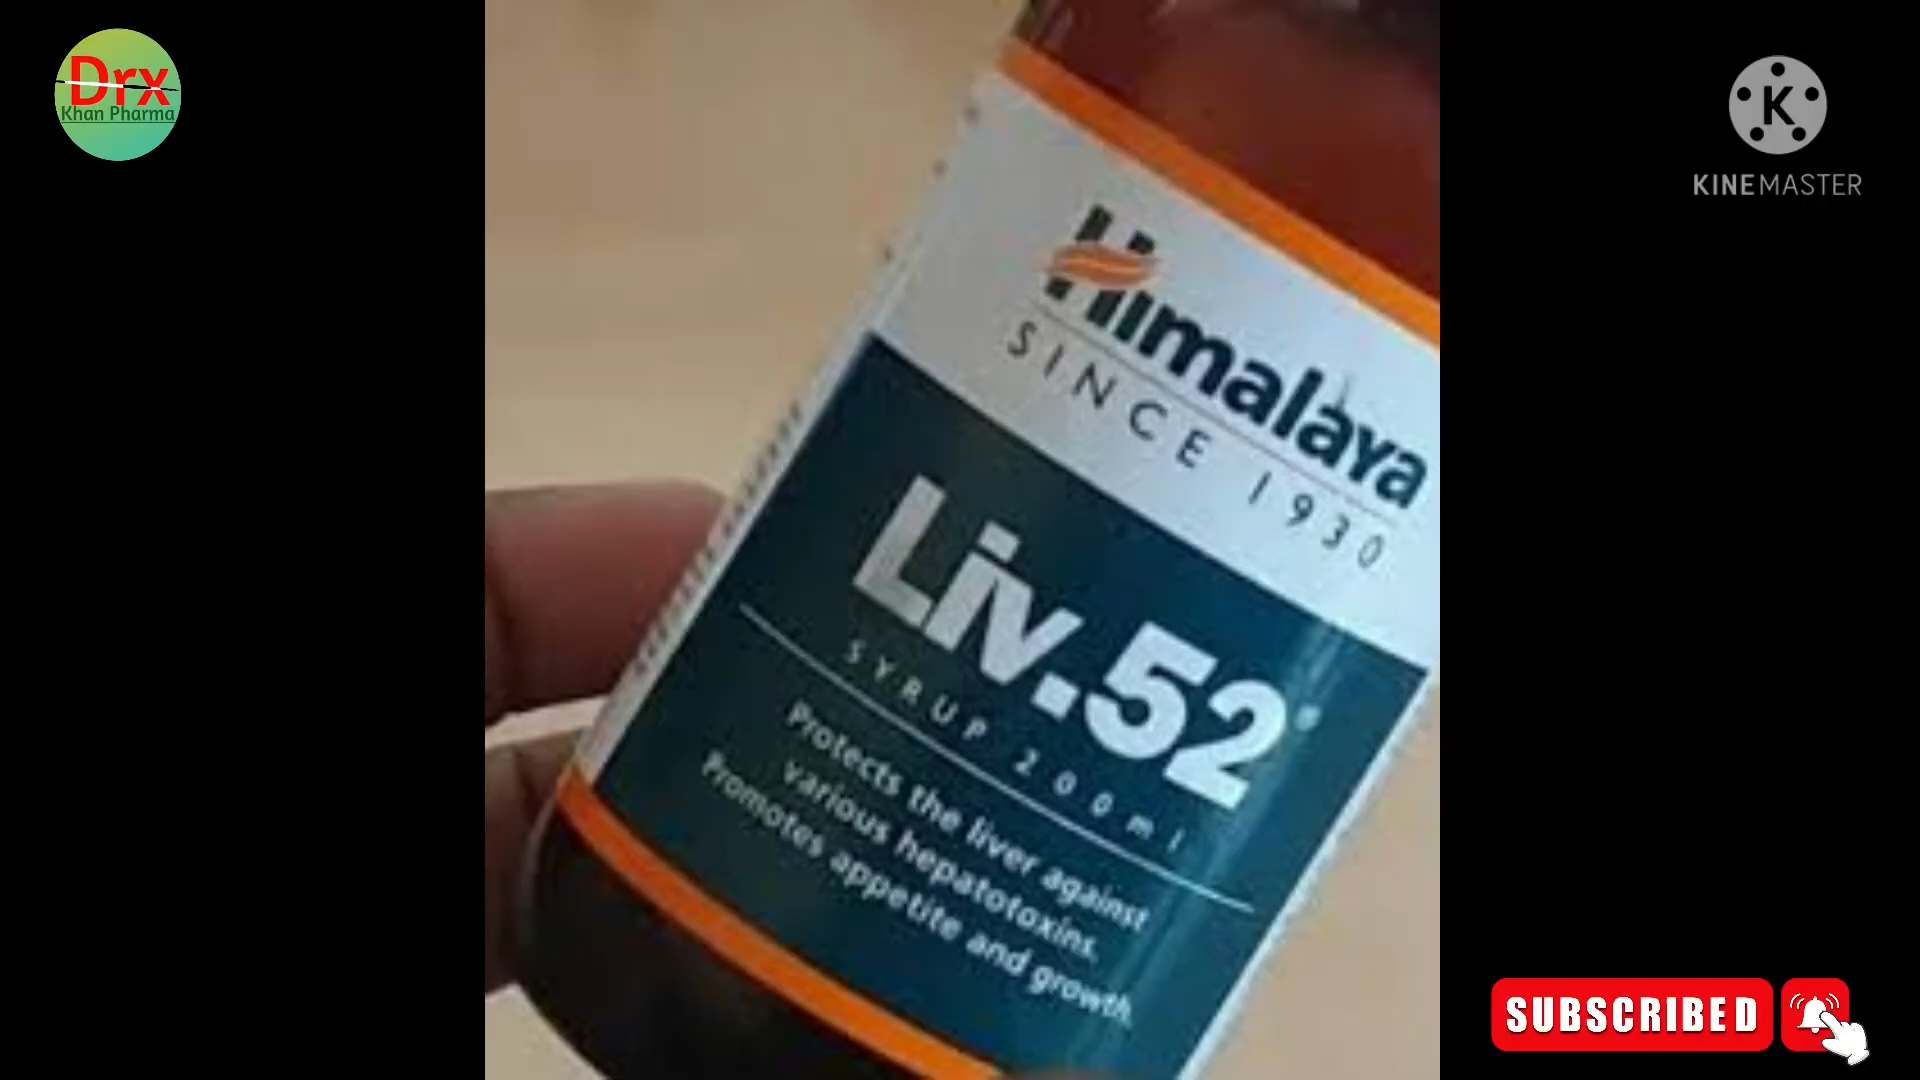 Drx
Khan Pharma
K
KINEMASTER
Himalaya
SINCE 1930
Liv.52®
SYRUP 200ml
Protects the liver against
various hepatotoxins.
Promotes appetite and growth.
SUBSCRIBED